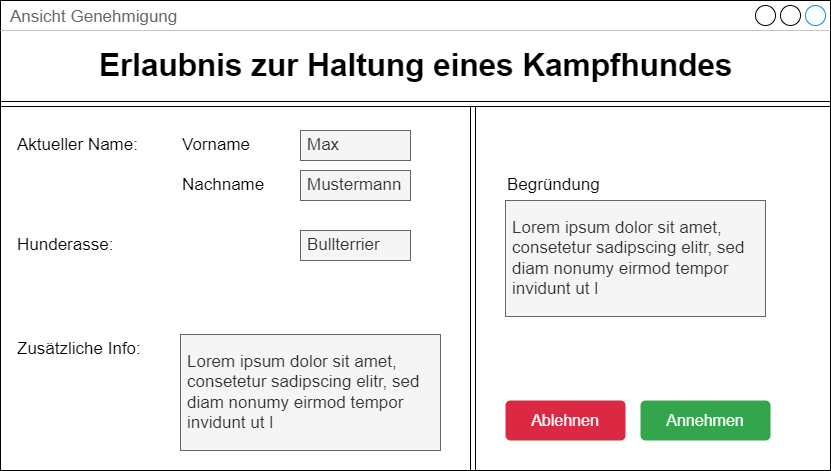 Ansicht Genehmigung
Erlaubnis zur Haltung eines Kampfhundes
Aktueller Name:
Vorname
Max
Nachname
Mustermann
Hunderasse:
Bullterrier
Zusätzliche Info:
Lorem ipsum dolor sit amet,
consetetur sadipscing elitr, sed
diam nonumy eirmod tempor
invidunt ut l
Begründung
Lorem ipsum dolor sit amet,
consetetur sadipscing elitr, sed
diam nonumy eirmod tempor
invidunt ut l
Ablehnen
Annehmen